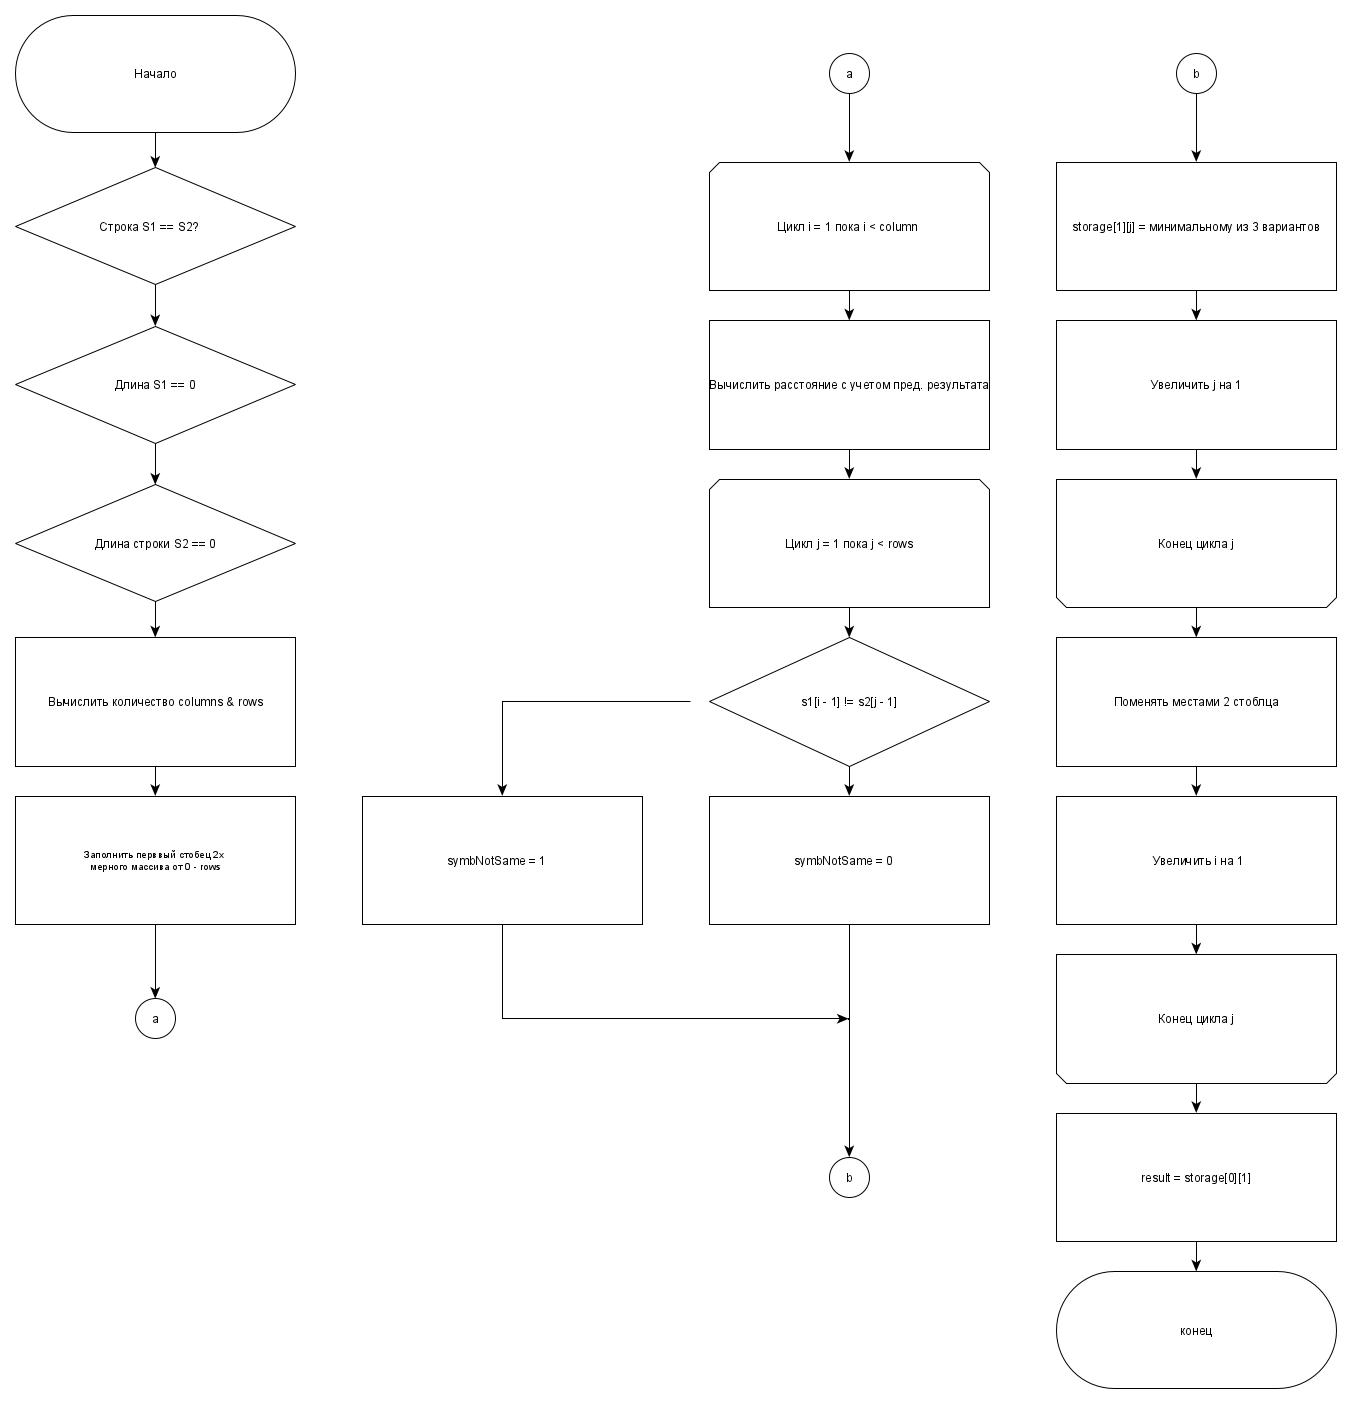 Начало
Строка S1 == S2?
Длина S1 == 0
Длина строки S2 == 0
Вычислить количество columns & rows
Заполнить перввый стобец 2х
мерного массива от 0 - rows
a
a
Цикл i = 1 пока i < column
Вычислить расстояние с учетом пред. результата
Цикл j = 1 пока j < rows
s1[i - 1] != s2[j - 1]
symbNotSame = 1
symbNotSame = 0
b
b
storage[1][j] = минимальному из 3 вариантов
Увеличить j на 1
Конец цикла j
Поменять местами 2 стоблца
Увеличить i на 1
Конец цикла j
result = storage[0][1]
конец